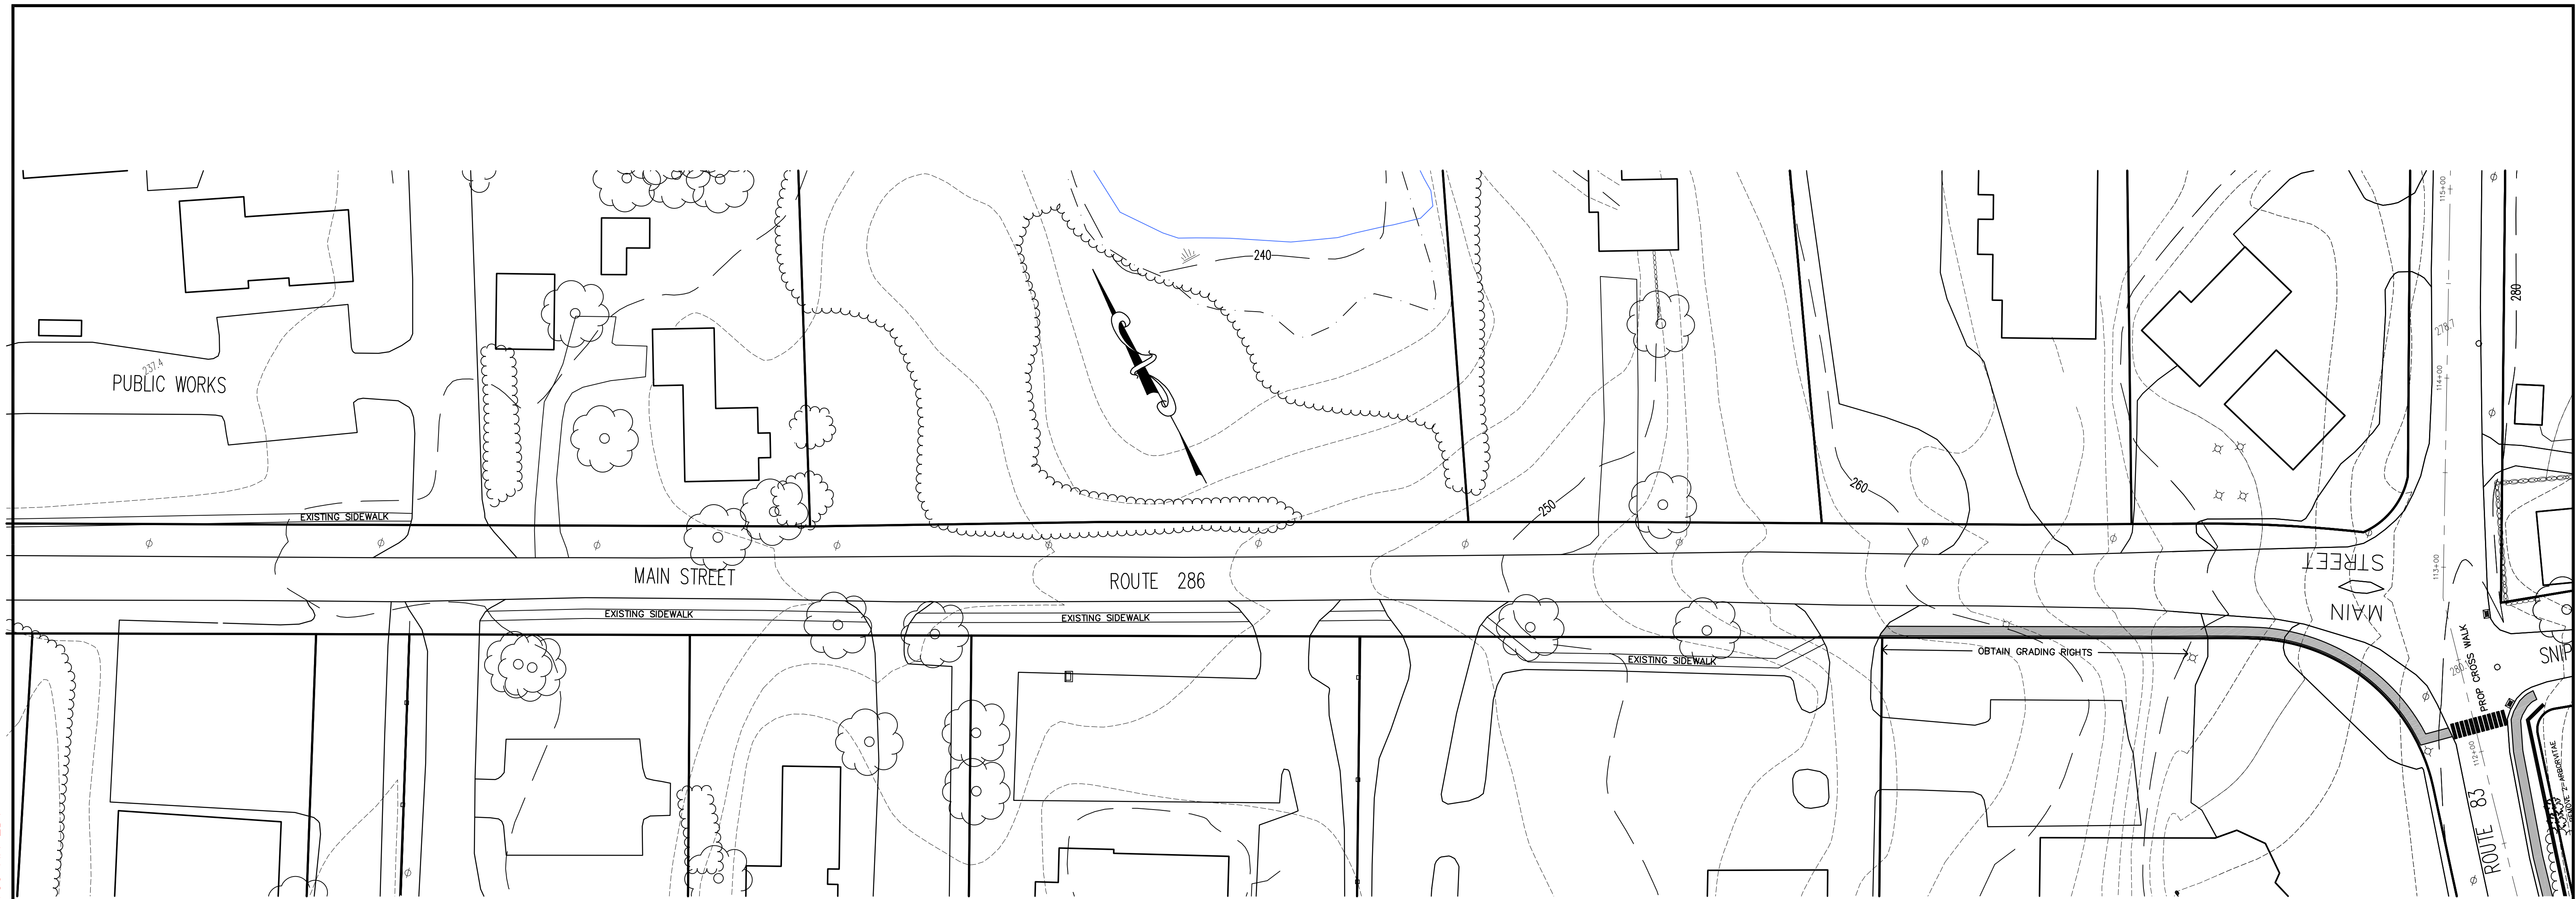 115+00
240
280
278.7
237.4
PUBLIC WORKS
114+00
260
250
EXISTING SIDEWALK
MAIN STREET
ROUTE 286
113+00
STREET
MAIN
EXISTING SIDEWALK
EXISTING SIDEWALK
EXISTING SIDEWALK
OBTAIN GRADING RIGHTS
PROP CROSS WALK
SNIP
112+00
ROUTE 83